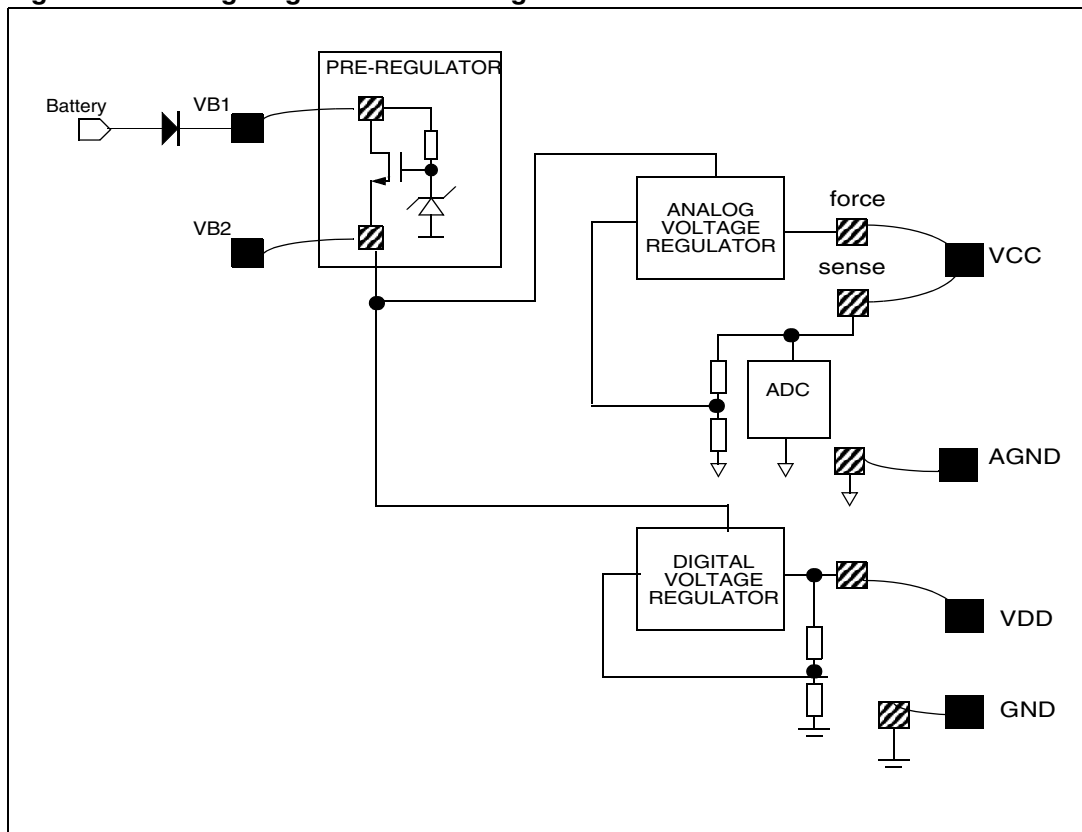 PRE-REGULATOR
Battery
VB1
VB2
ANALOG
VOLTAGE
REGULATOR
force
sense
VCC
ADC
AGND
DIGITAL
VOLTAGE
REGULATOR
VDD
GND